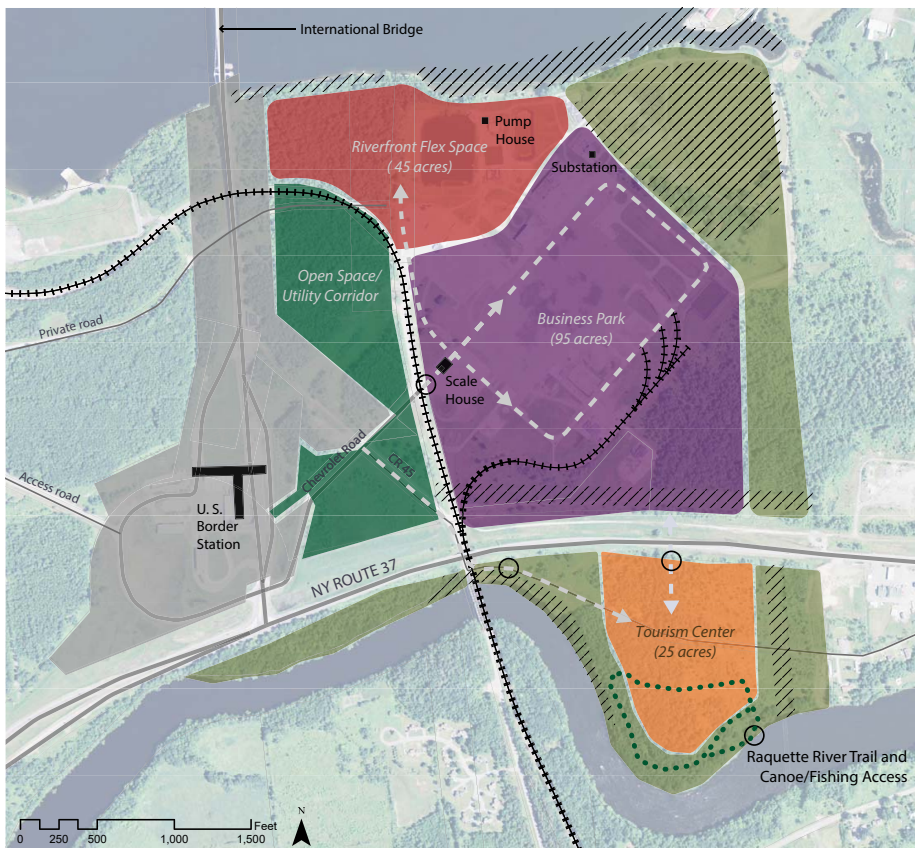 International Bridge
Pump
House
Riverfront Flex Space
( 45 acres)
Substation
Open Space/
Utility Corridor
Private road
Business Park
(95 acres)
Scale
House
Chevrolet Road
CR 45
Access road
U. S.
Border
Station
NY ROUTE 37
Tourism Center
(25 acres)
Raquette River Trail and
Canoe/Fishing Access
N
Feet
0 250 500 1,000 1,500